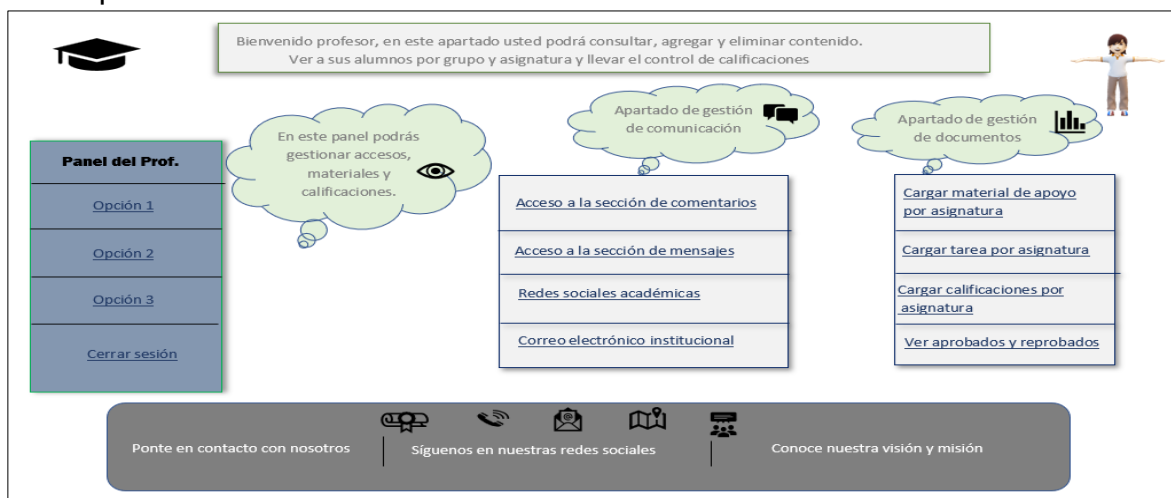 Bienvenido profesor, en este apartado usted podrá consultar, agregar y eliminar contenido.
Ver a sus alumnos por grupo y asignatura y llevar el control de calificaciones
Panel del Prof.
Opción 1
Opción 2
Opción 3
Cerrar sesión
En este panel podrás
gestionar accesos,
materiales y
calificaciones.
Apartado de gestión
de comunicación
Acceso a la sección de comentarios
Acceso a la sección de mensajes
Redes sociales académicas
Correo electrónico institucional
Apartado de gestión
de documentos
Cargar material de apoyo
por asignatura
Cargar tarea por asignatura
Cargar calificaciones por
asignatura
Ver aprobados y reprobados
Ponte en contacto con nosotros
Síguenos en nuestras redes sociales
Conoce nuestra visión y misión